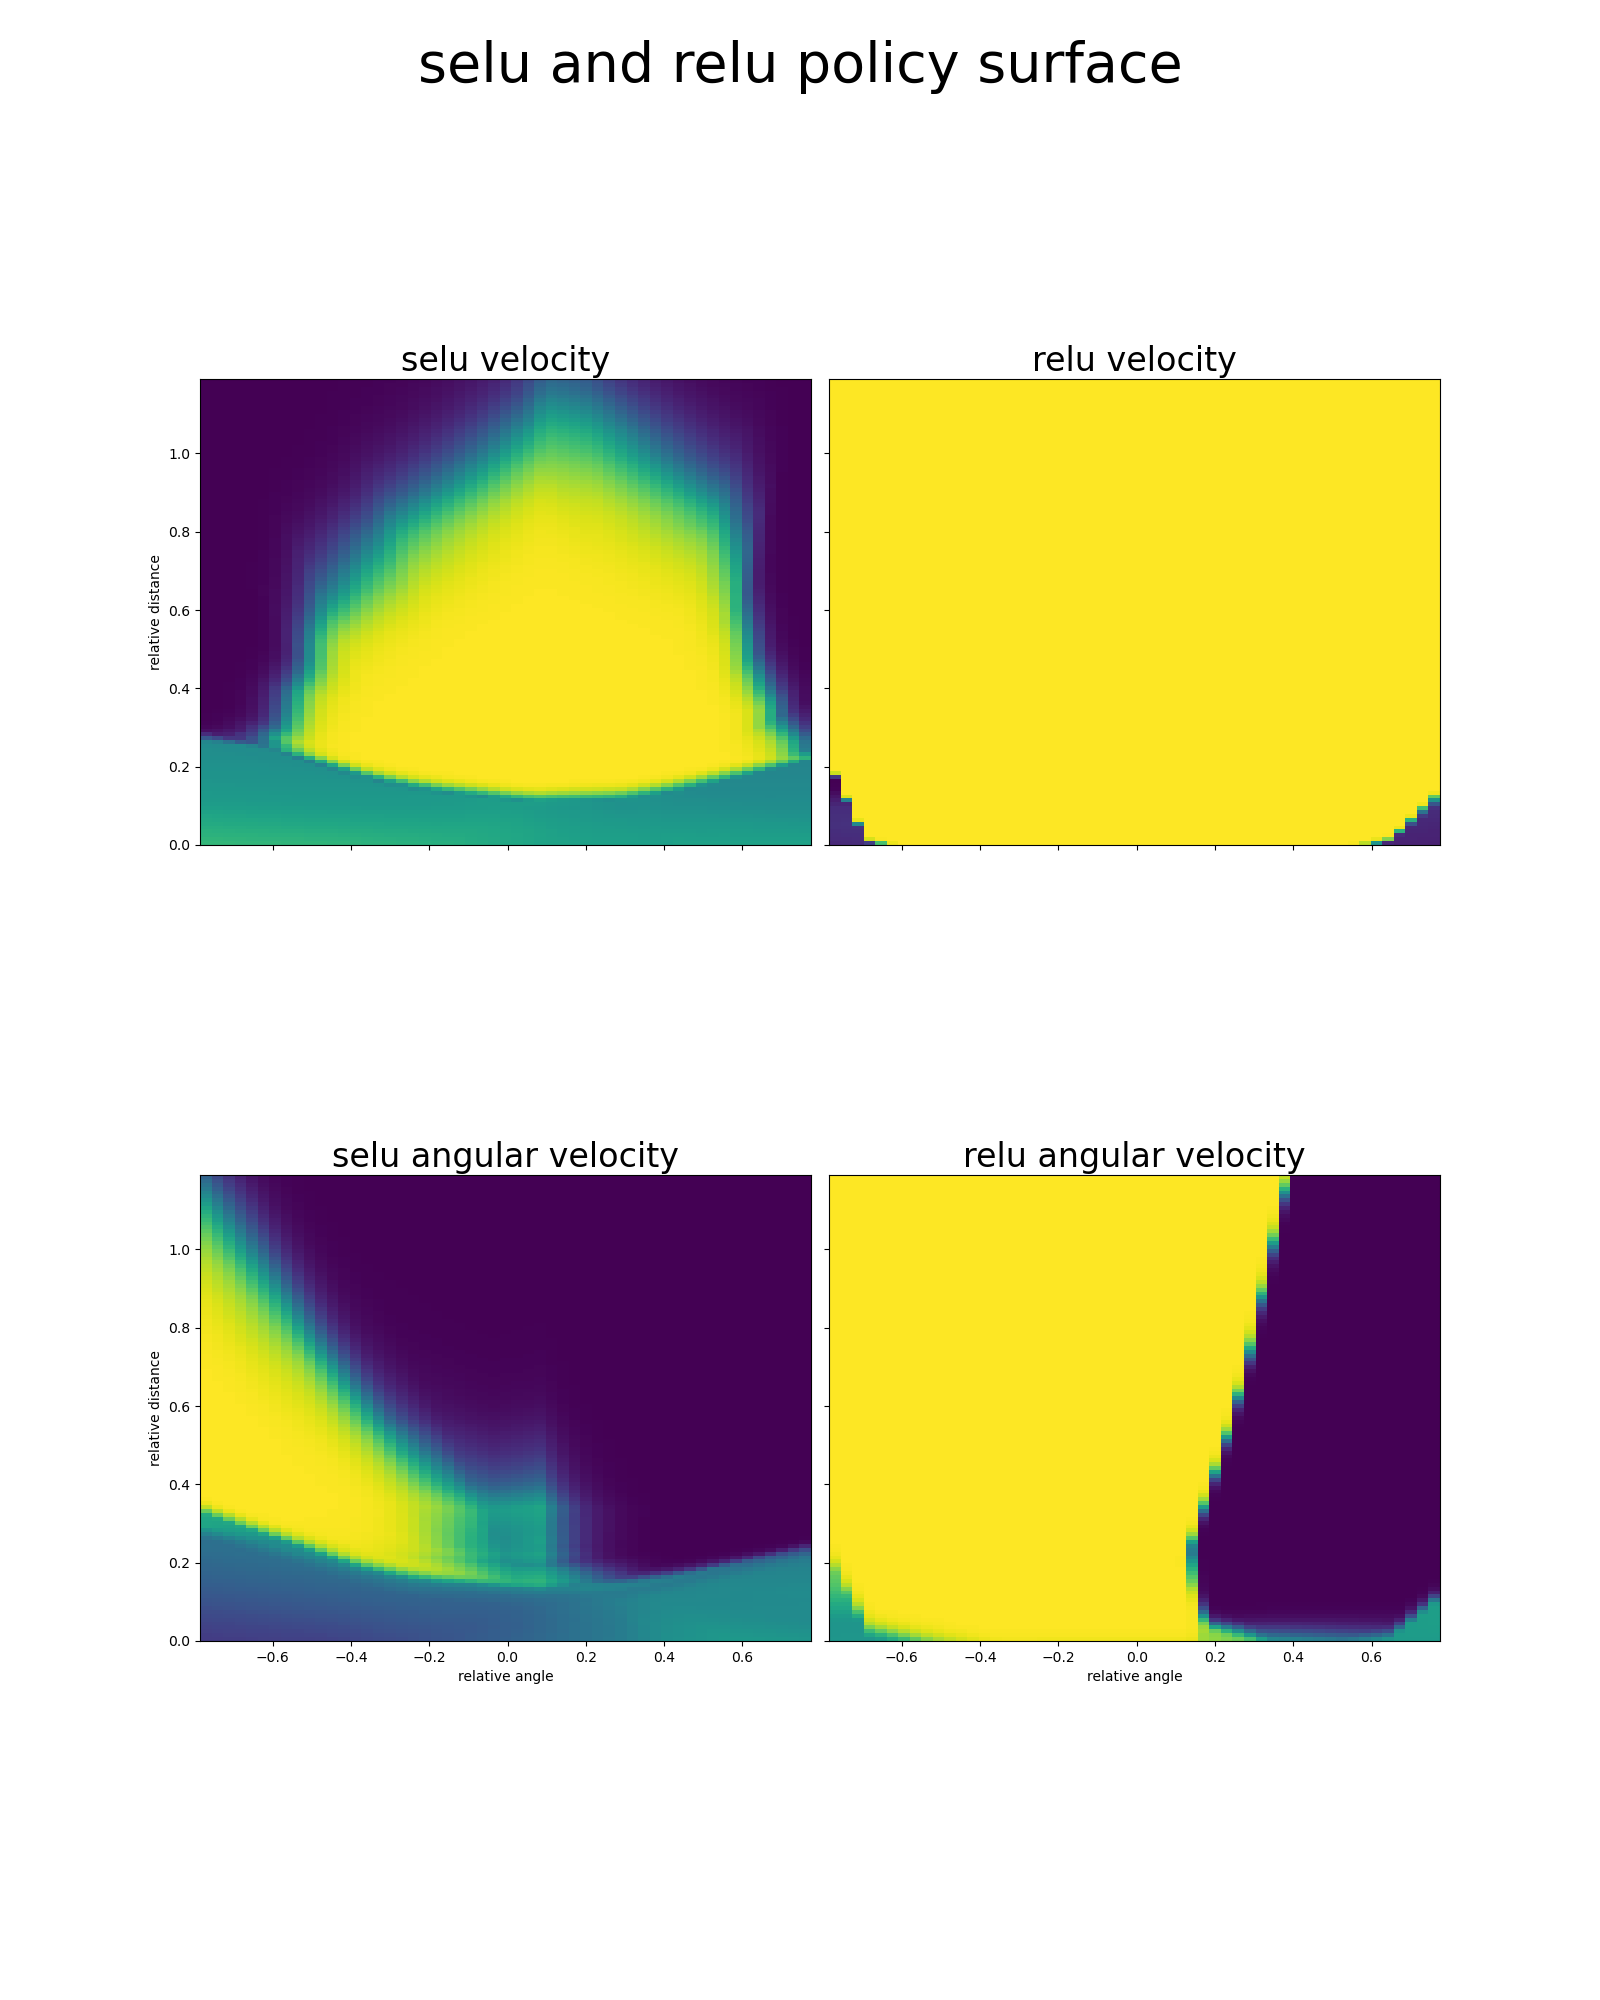 selu and relu policy surface
selu velocity
relu velocity
1.0
0.8
0.6
0.4
0.2
0.0
relative distance
selu angular velocity
relu angular velocity
1.0
0.8
0.6
0.4
0.2
0.0
relative distance
−0.6 −0.4 −0.2 0.0 0.2 0.4 0.6
relative angle
−0.6 −0.4 −0.2 0.0 0.2 0.4 0.6
relative angle